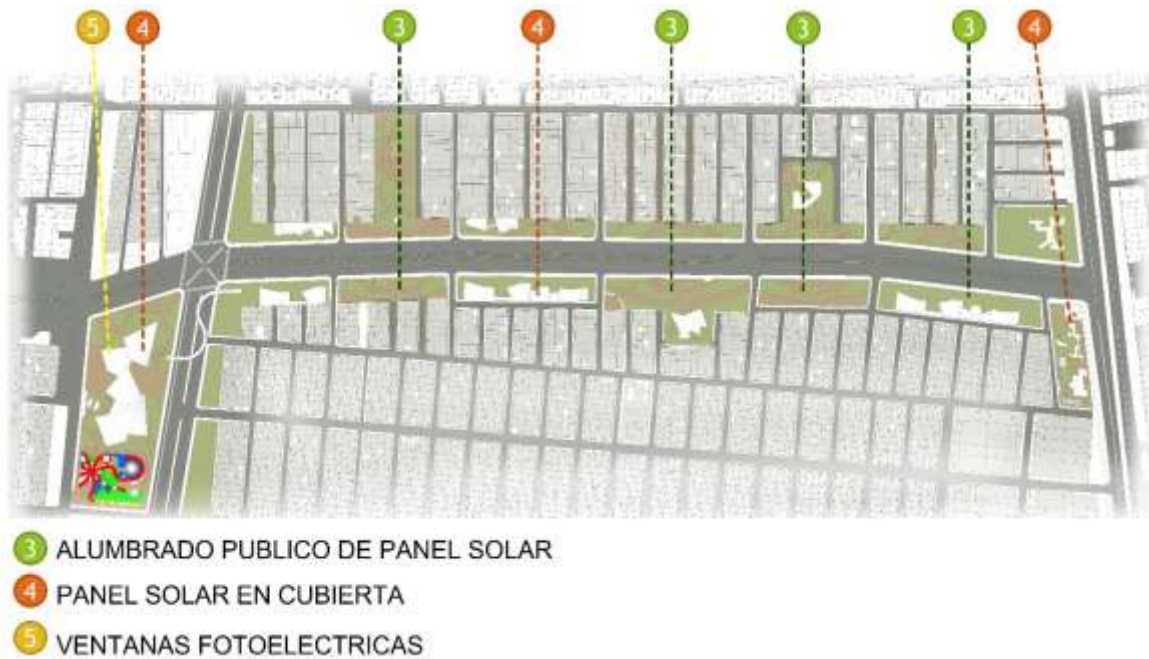 5 4 3 4 3 3 3 4
3 ALUMBRADO PUBLICO DE PANEL SOLAR
4 PANEL SOLAR EN CUBIERTA
5 VENTANAS FOTOELECTRICAS